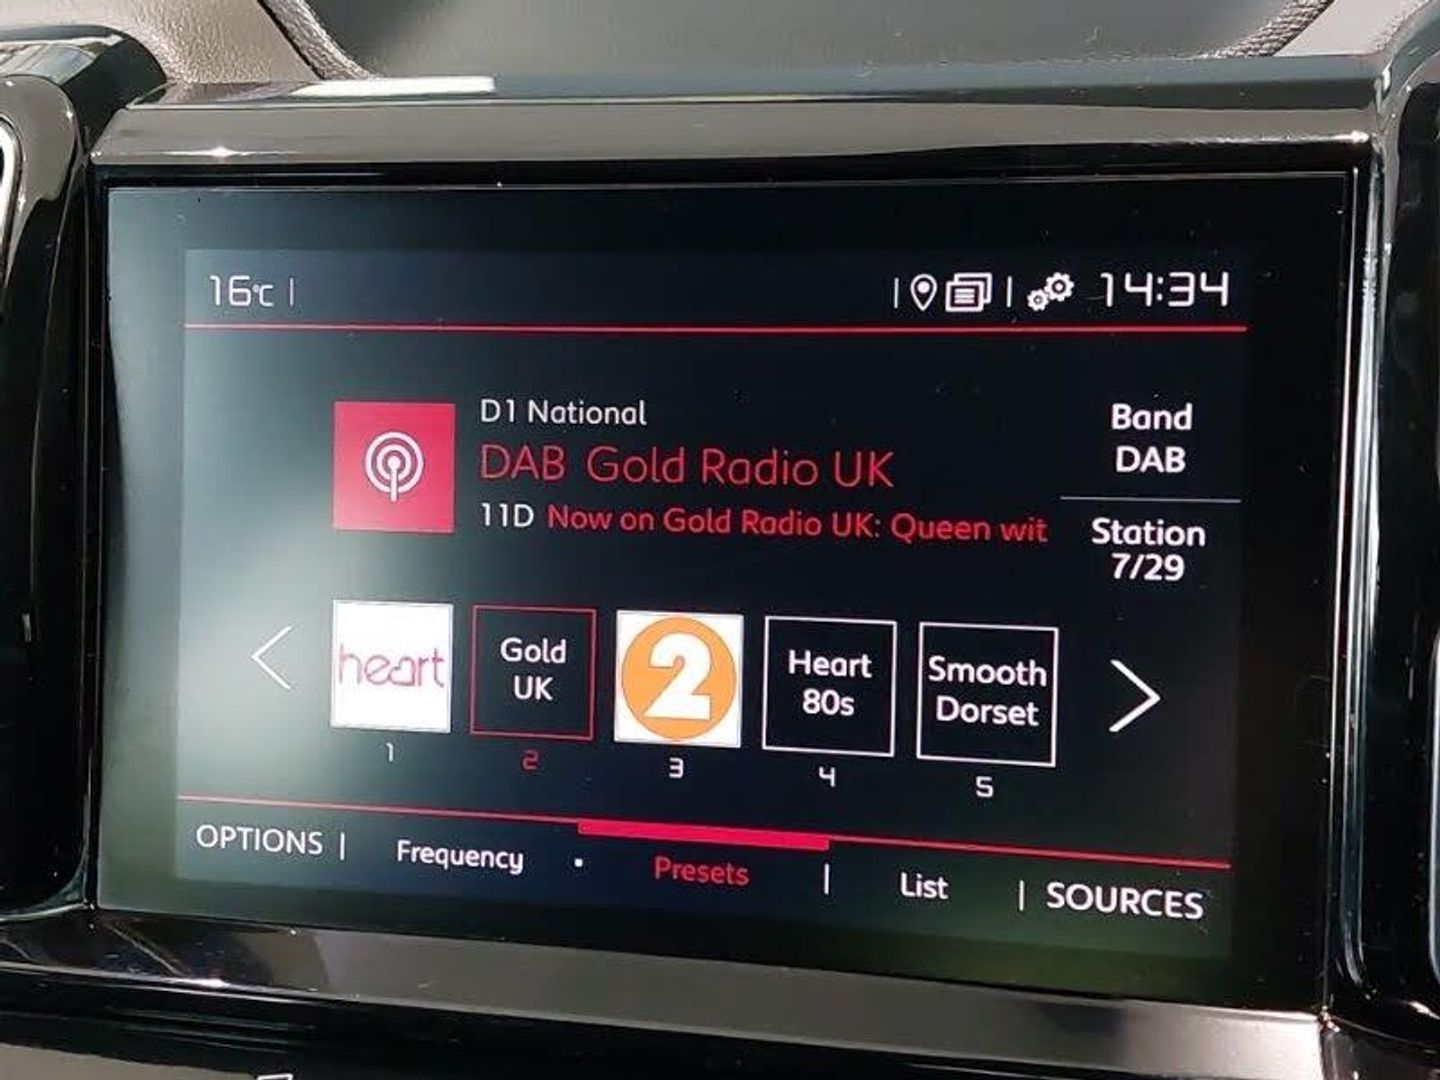 16°C
14:34
D1 National
DAB Gold Radio UK
11D Now on Gold Radio UK: Queen wit
Band
DAB
Station
7/29
heart
Gold
UK
2
Heart
80s
Smooth
Dorset
1
2
3
4
5
OPTIONS
Frequency
Presets
List
SOURCES